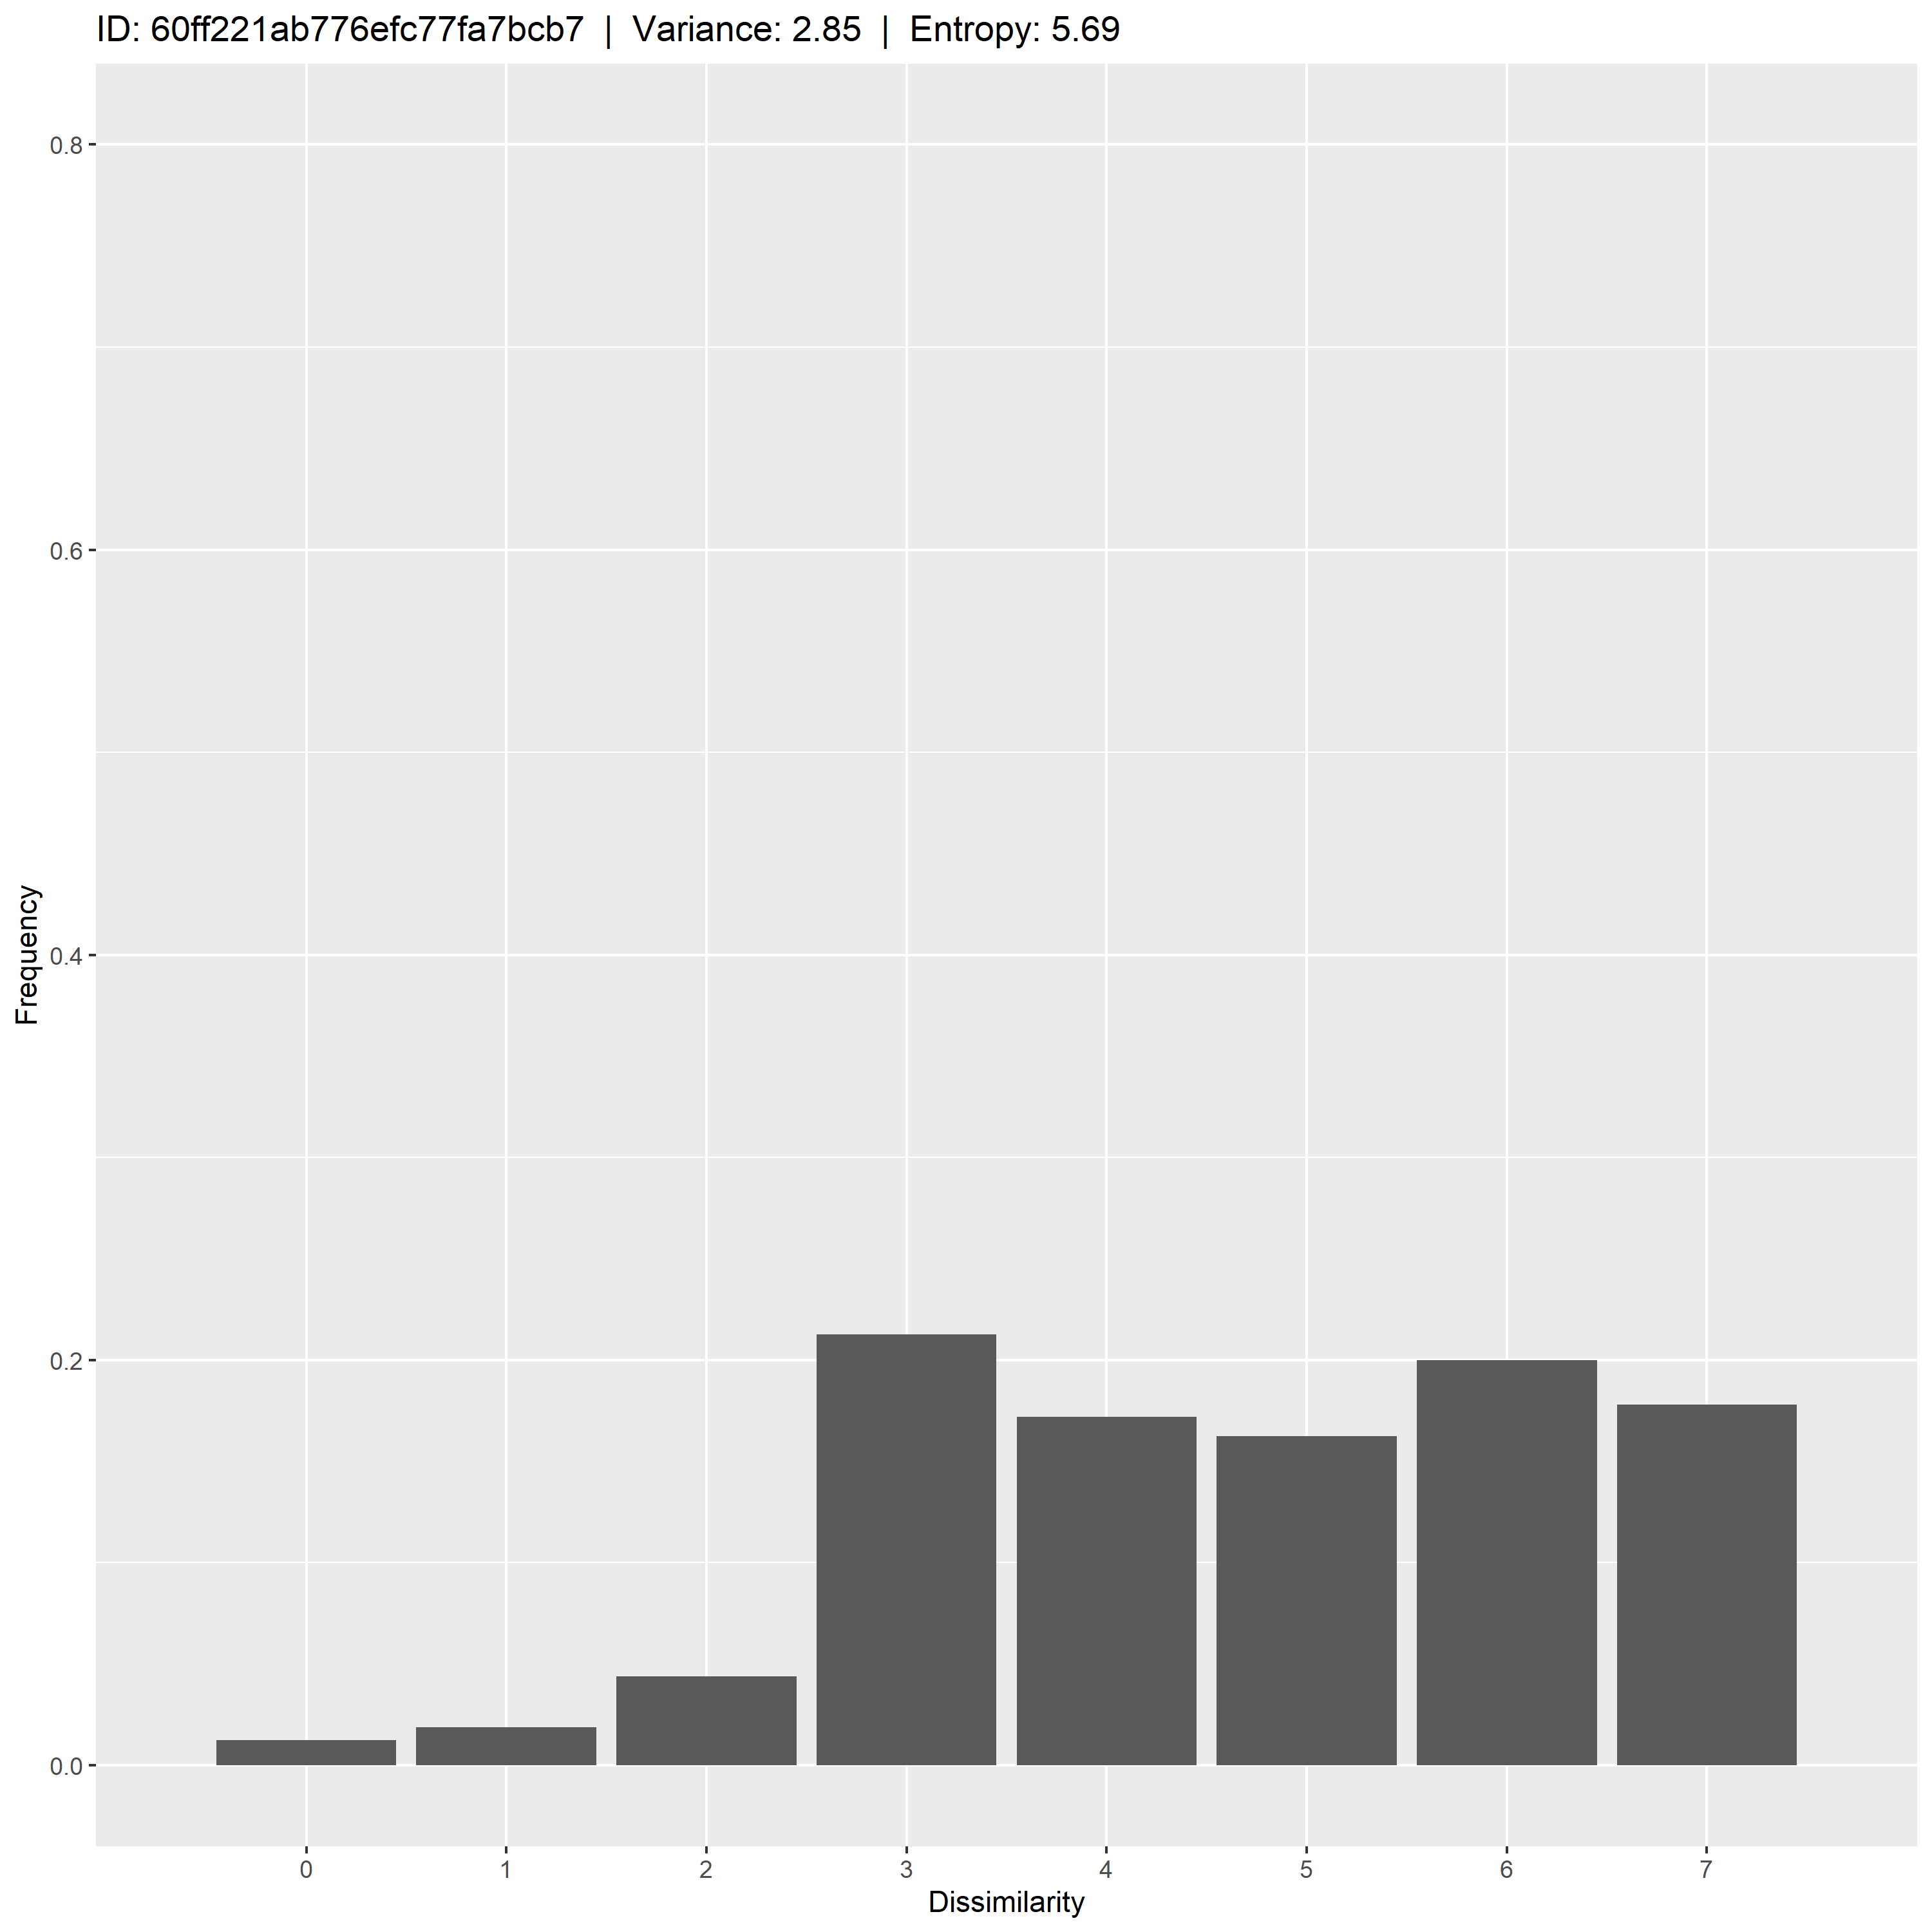 ID: 60ff221ab776efc77fa7bcb7  |  Variance: 2.85  |  Entropy: 5.69
0.8
0.6
0.4
0.2
0.0
Frequency
0 1 2 3 4 5 6 7
Dissimilarity